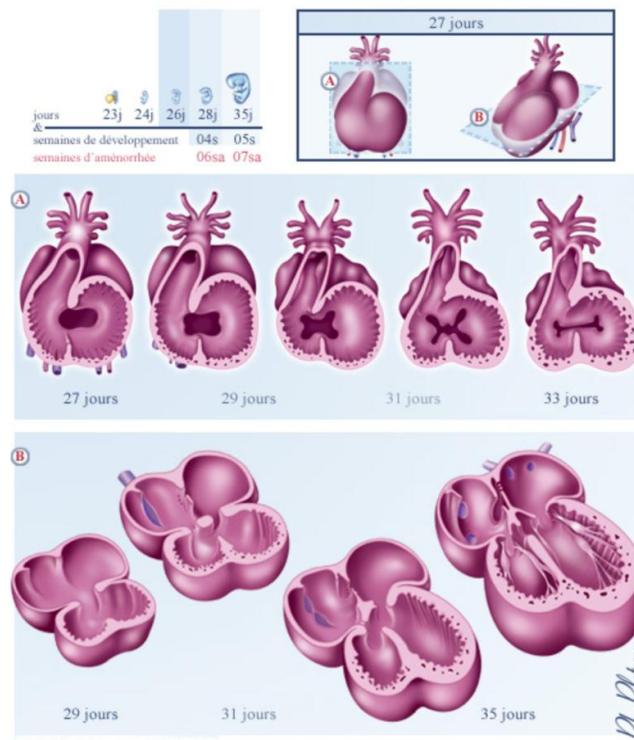 27 jours
A
B
23j 24j 26j 28j 35j
jours
&
semaines de développement 04s 05s
semaines d'aménorrhée 06sa 07sa
A
27 jours 29 jours 31 jours 33 jours
B
29 jours 31 jours 35 jours